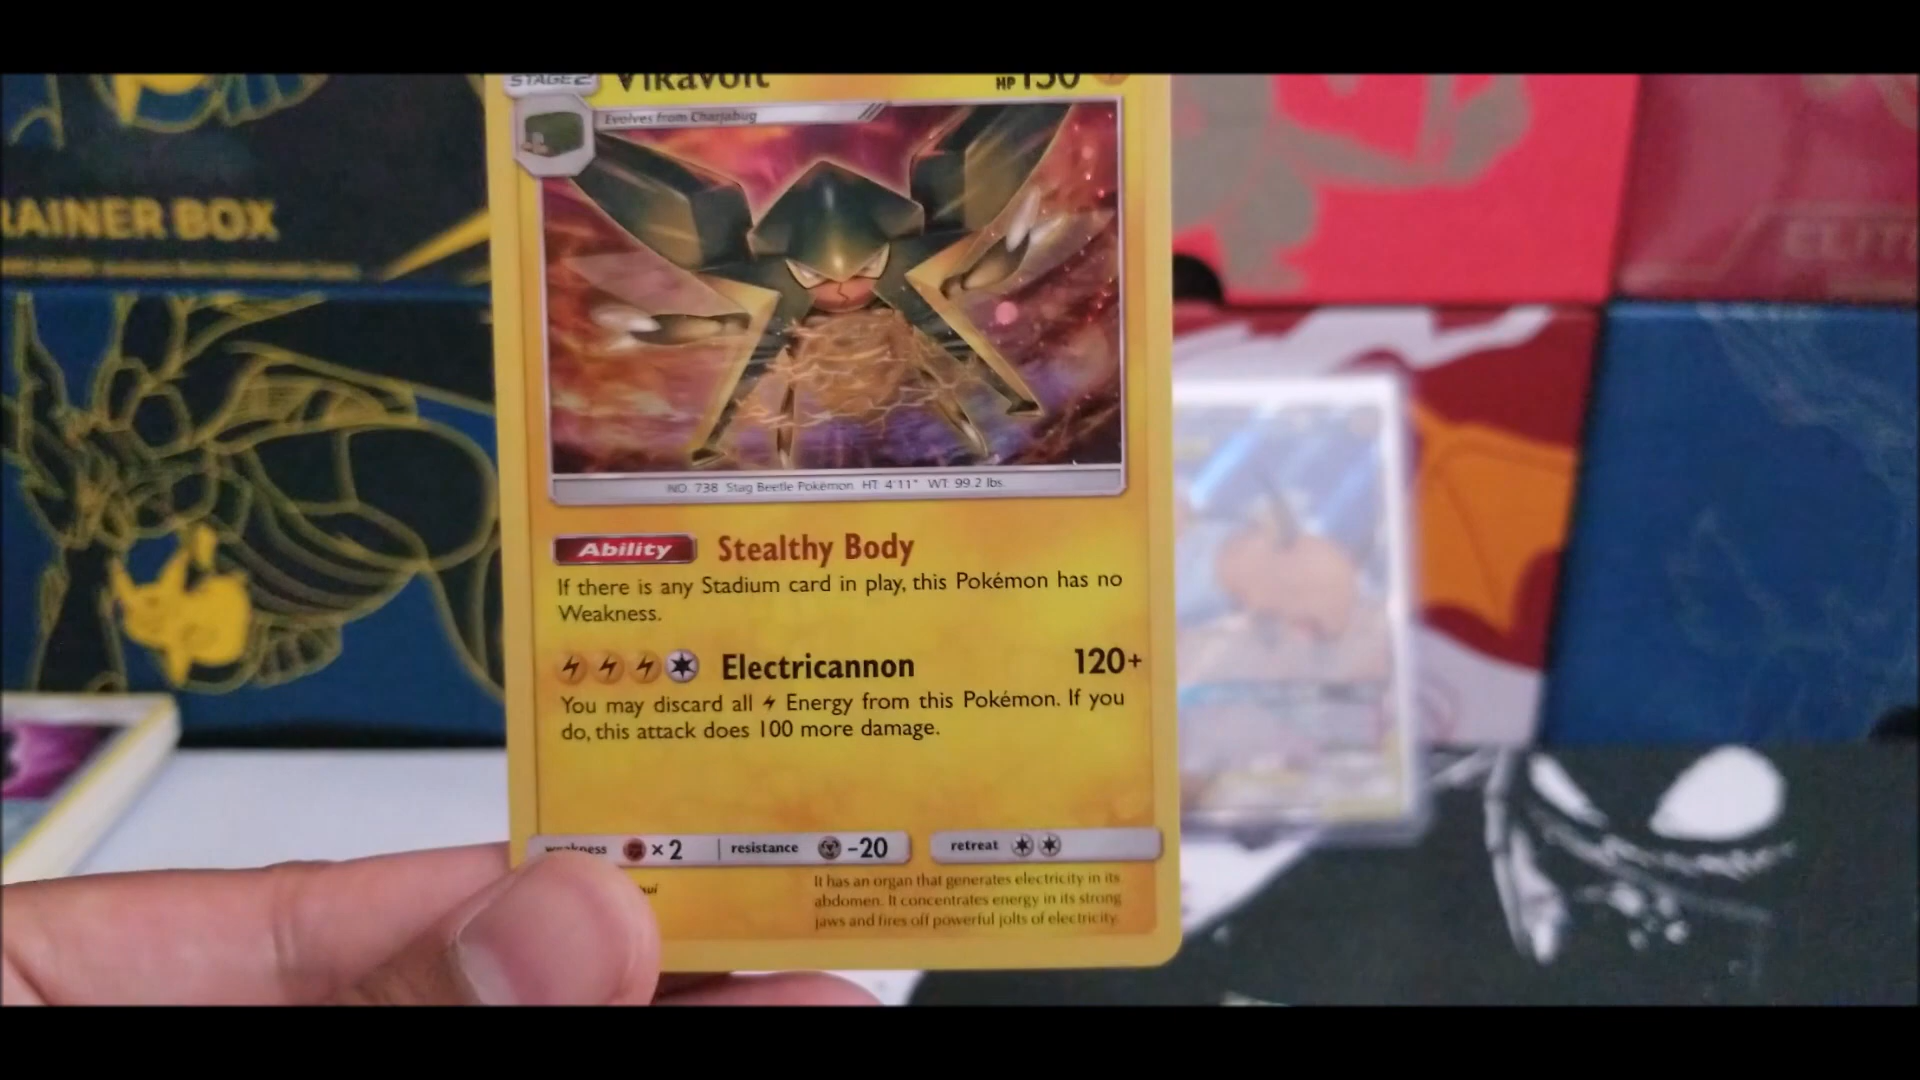 STAGE 2 Vikavolt HP 150
Evolves from Charjabug
RAINER BOX
ELIT
NO. 738 Stag Beetle Pokémon HT: 4'11" WT: 99.2 lbs.
Ability Stealthy Body
If there is any Stadium card in play, this Pokémon has no
Weakness.
Electricannon 120+
You may discard all Energy from this Pokémon. If you
do, this attack does 100 more damage.
weakness ×2 resistance -20 retreat
It has an organ that generates electricity in its
abdomen. It concentrates energy in its strong
jaws and fires off powerful jolts of electricity.